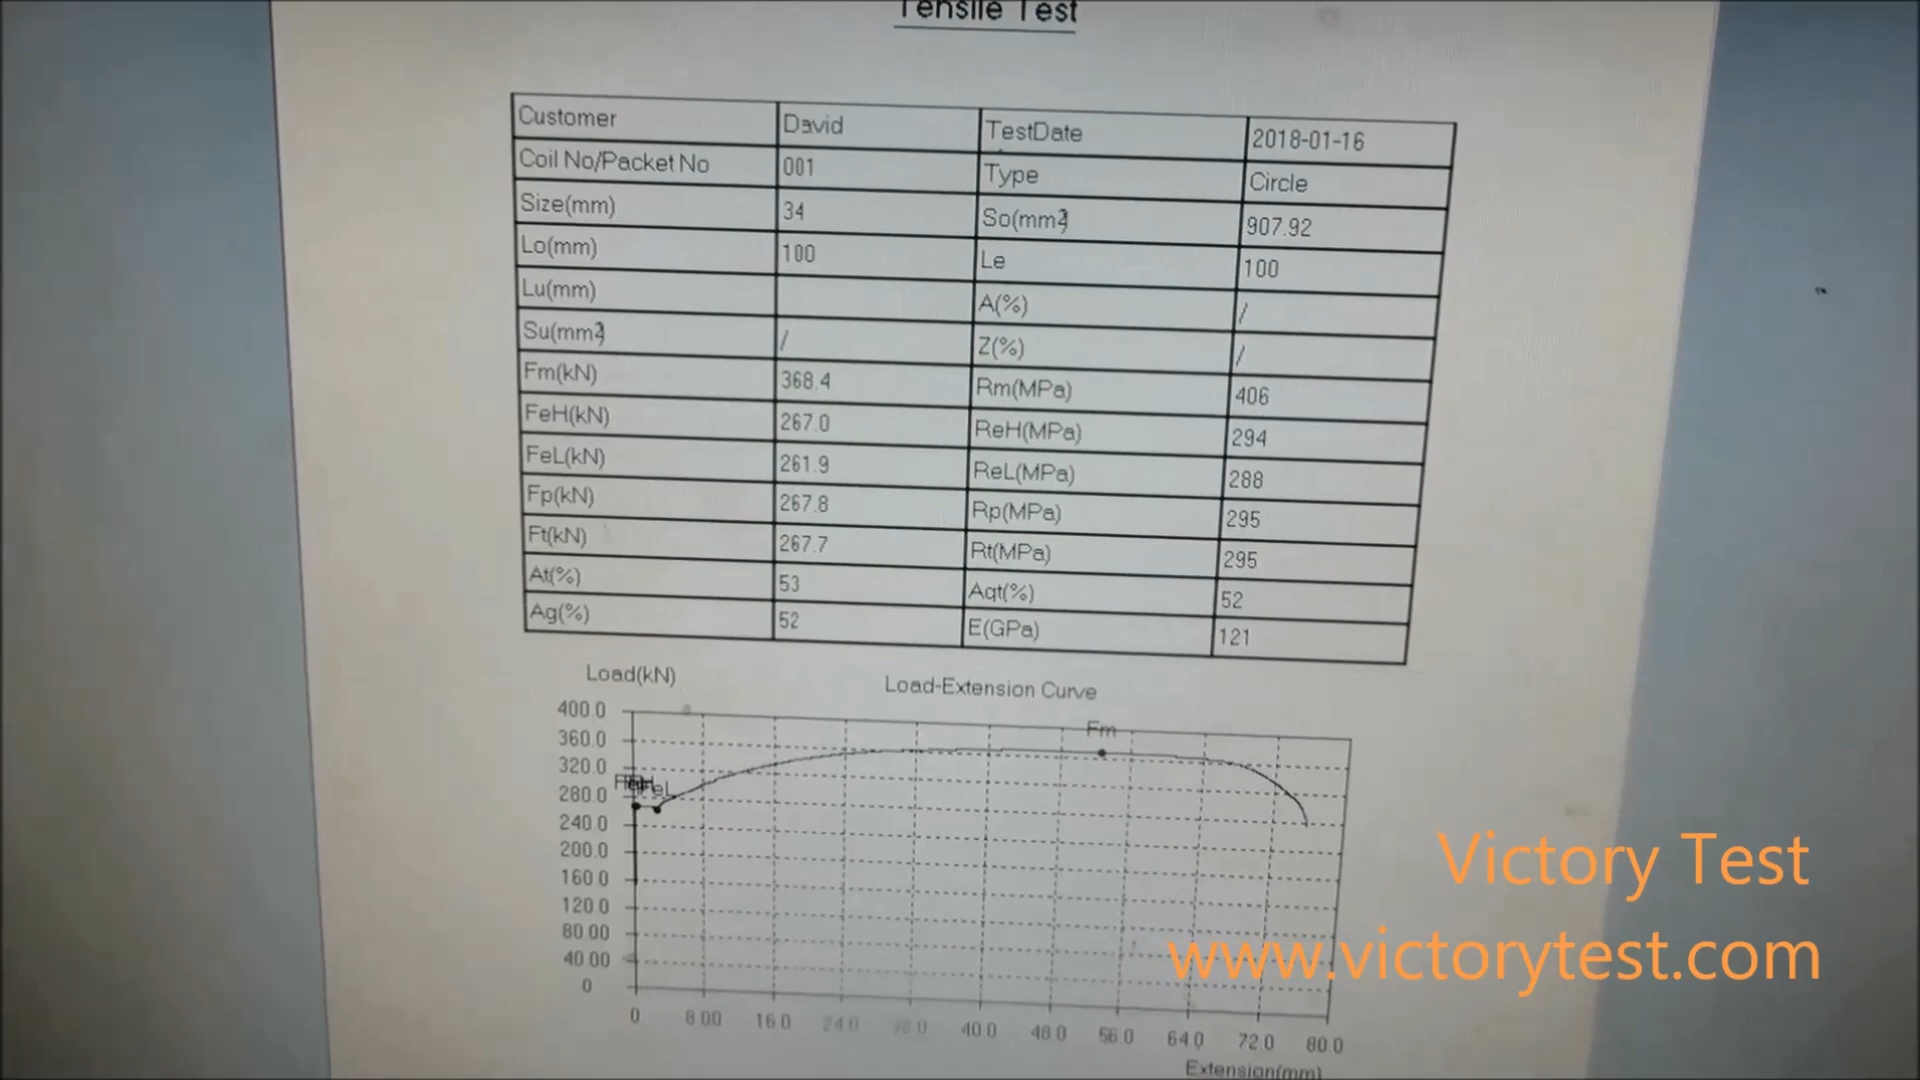 Tensile Test
Customer David TestDate 2018-01-16
Coil No/Packet No 001 Type Circle
Size(mm) 34 So(mm2) 907.92
Lo(mm) 100 Le 100
Lu(mm) A(%) /
Su(mm2) / Z(%) /
Fm(kN) 368.4 Rm(MPa) 406
FeH(kN) 267.0 ReH(MPa) 294
FeL(kN) 261.9 ReL(MPa) 288
Fp(kN) 267.8 Rp(MPa) 295
Ft(kN) 267.7 Rt(MPa) 295
At(%) 53 Aqt(%) 52
Ag(%) 52 E(GPa) 121
Load(kN) Load-Extension Curve
400.0
Fm
360.0
320.0
FeL
280.0
240.0
200.0
160.0
120.0
80.00
40.00
0
0 8.00 16.0 24.0 32.0 40.0 48.0 56.0 64.0 72.0 80.0
Extension(mm)
Victory Test
www.victorytest.com